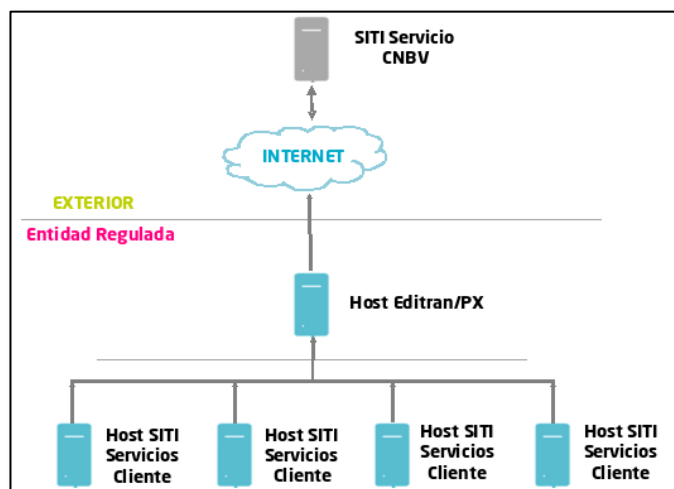 SITI Servicio
CNBV
INTERNET
EXTERIOR
Entidad Regulada
Host Editran/PX
Host SITI
Servicios
Cliente
Host SITI
Servicios
Cliente
Host SITI
Servicios
Cliente
Host SITI
Servicios
Cliente